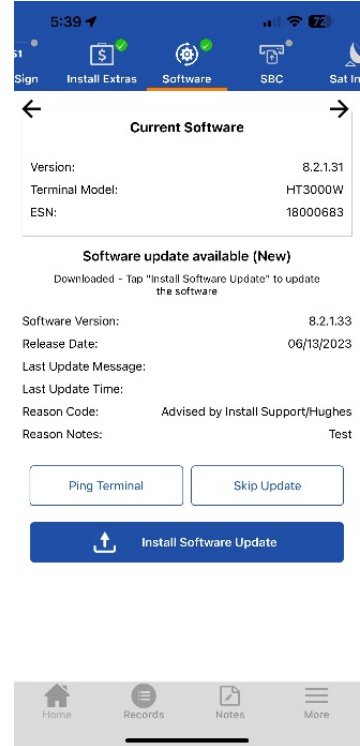 5:39
72
51
$
Sign Install Extras Software SBC Sat In
Current Software
Version: 8.2.1.31
Terminal Model: HT3000W
ESN: 18000683
Software update available (New)
Downloaded - Tap "Install Software Update" to update
the software
Software Version: 8.2.1.33
Release Date: 06/13/2023
Last Update Message:
Last Update Time:
Reason Code: Advised by Install Support/Hughes
Reason Notes: Test
Ping Terminal Skip Update
Install Software Update
Home Records Notes More